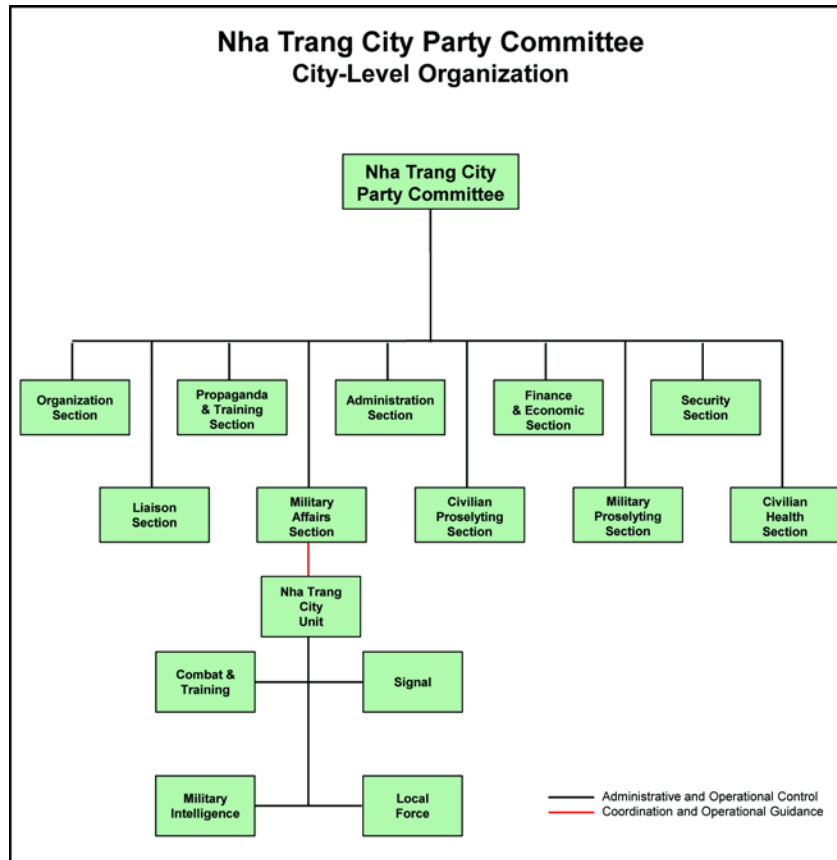 Nha Trang City Party Committee
City-Level Organization
Nha Trang City
Party Committee
Organization
Section
Propaganda
& Training
Section
Administration
Section
Finance
& Economic
Section
Security
Section
Liaison
Section
Military
Affairs
Section
Civilian
Proselyting
Section
Military
Proselyting
Section
Civilian
Health
Section
Nha Trang
City
Unit
Combat &
Training
Signal
Military
Intelligence
Local
Force
Administrative and Operational Control
Coordination and Operational Guidance